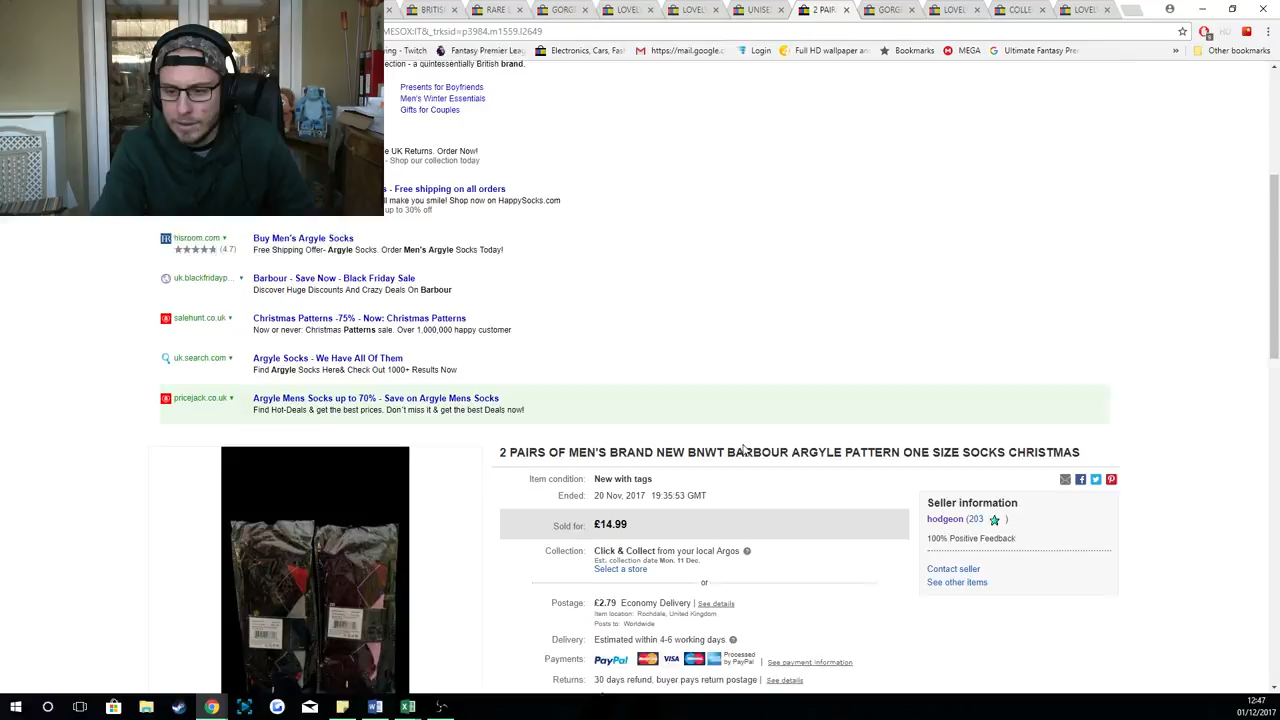 BRITIS
RARE L
GORGE
LOVEL
LOVELY
UNISE
2 PAIR
GORGE
LOVEL
COLLE
LOVEL
MESOX:IT&_trksid=p3984.m1559.l2649
ing - Twitch
Fantasy Premier Leag
Electronics, Cars, Fas
https://mail.google.c
Login
Full HD wallpaper an
Bookmarks
MEGA
Ultimate Fantasy Pre
Other bookmarks
ection - a quintessentially British brand.
Presents for Boyfriends
Men's Winter Essentials
Gifts for Couples
e UK Returns. Order Now!
- Shop our collection today
s - Free shipping on all orders
ll make you smile! Shop now on HappySocks.com
up to 30% off
hisroom.com
Buy Men's Argyle Socks
(4.7)
Free Shipping Offer- Argyle Socks. Order Men's Argyle Socks Today!
uk.blackfridayp...
Barbour - Save Now - Black Friday Sale
Discover Huge Discounts And Crazy Deals On Barbour
salehunt.co.uk
Christmas Patterns -75% - Now: Christmas Patterns
Now or never: Christmas Patterns sale. Over 1,000,000 happy customer
uk.search.com
Argyle Socks - We Have All Of Them
Find Argyle Socks Here& Check Out 1000+ Results Now
pricejack.co.uk
Argyle Mens Socks up to 70% - Save on Argyle Mens Socks
Find Hot-Deals & get the best prices. Don´t miss it & get the best Deals now!
2 PAIRS OF MEN'S BRAND NEW BNWT BARBOUR ARGYLE PATTERN ONE SIZE SOCKS CHRISTMAS
Item condition: New with tags
Ended: 20 Nov, 2017 19:35:53 GMT
Sold for: £14.99
Collection: Click & Collect from your local Argos
Est. collection date Mon. 11 Dec.
Select a store
or
Postage: £2.79 Economy Delivery | See details
Item location: Rochdale, United Kingdom
Posts to: Worldwide
Delivery: Estimated within 4-6 working days.
Payments: PayPal VISA Processed by PayPal | See payment information
Returns: 30 days refund, buyer pays return postage | See details
Seller information
hodgeon (203 )
100% Positive Feedback
Contact seller
See other items
12:47
01/12/2017